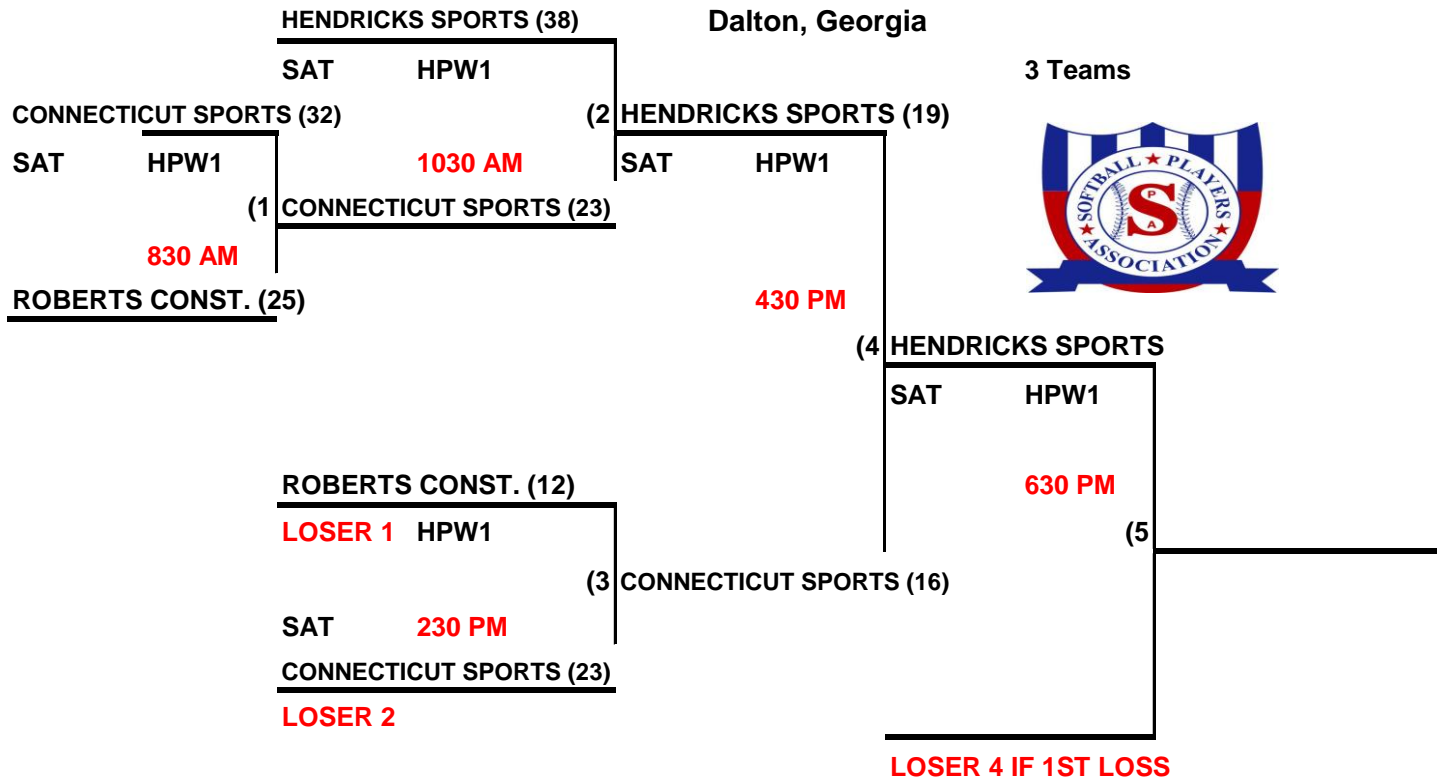 HENDRICKS SPORTS (38) Dalton, Georgia
SAT HPW1 3 Teams
CONNECTICUT SPORTS (32) (2 HENDRICKS SPORTS (19)
SAT HPW1 1030 AM SAT HPW1
SOFTBALL ★ PLAYERS
ASSOCIATION
S
P
A
(1 CONNECTICUT SPORTS (23)
830 AM
ROBERTS CONST. (25) 430 PM
(4 HENDRICKS SPORTS
SAT HPW1
ROBERTS CONST. (12) 630 PM
LOSER 1 HPW1 (5
(3 CONNECTICUT SPORTS (16)
SAT 230 PM
CONNECTICUT SPORTS (23)
LOSER 2
LOSER 4 IF 1ST LOSS